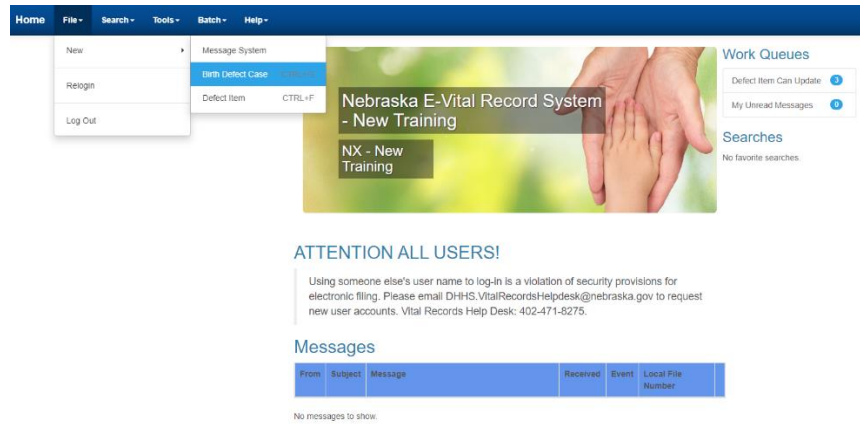 Home File Search Tools Batch Help
New
Relogin
Log Out
Message System
Birth Defect Case
Defect Item CTRL+F
Nebraska E-Vital Record System
- New Training
NX - New
Training
Work Queues
Defect Item Can Update 3
My Unread Messages 0
Searches
No favorite searches.
ATTENTION ALL USERS!
Using someone else's user name to log-in is a violation of security provisions for
electronic filing. Please email DHHS.VitalRecordsHelpdesk@nebraska.gov to request
new user accounts. Vital Records Help Desk: 402-471-8275.
Messages
From Subject Message Received Event Local File
Number
No messages to show.